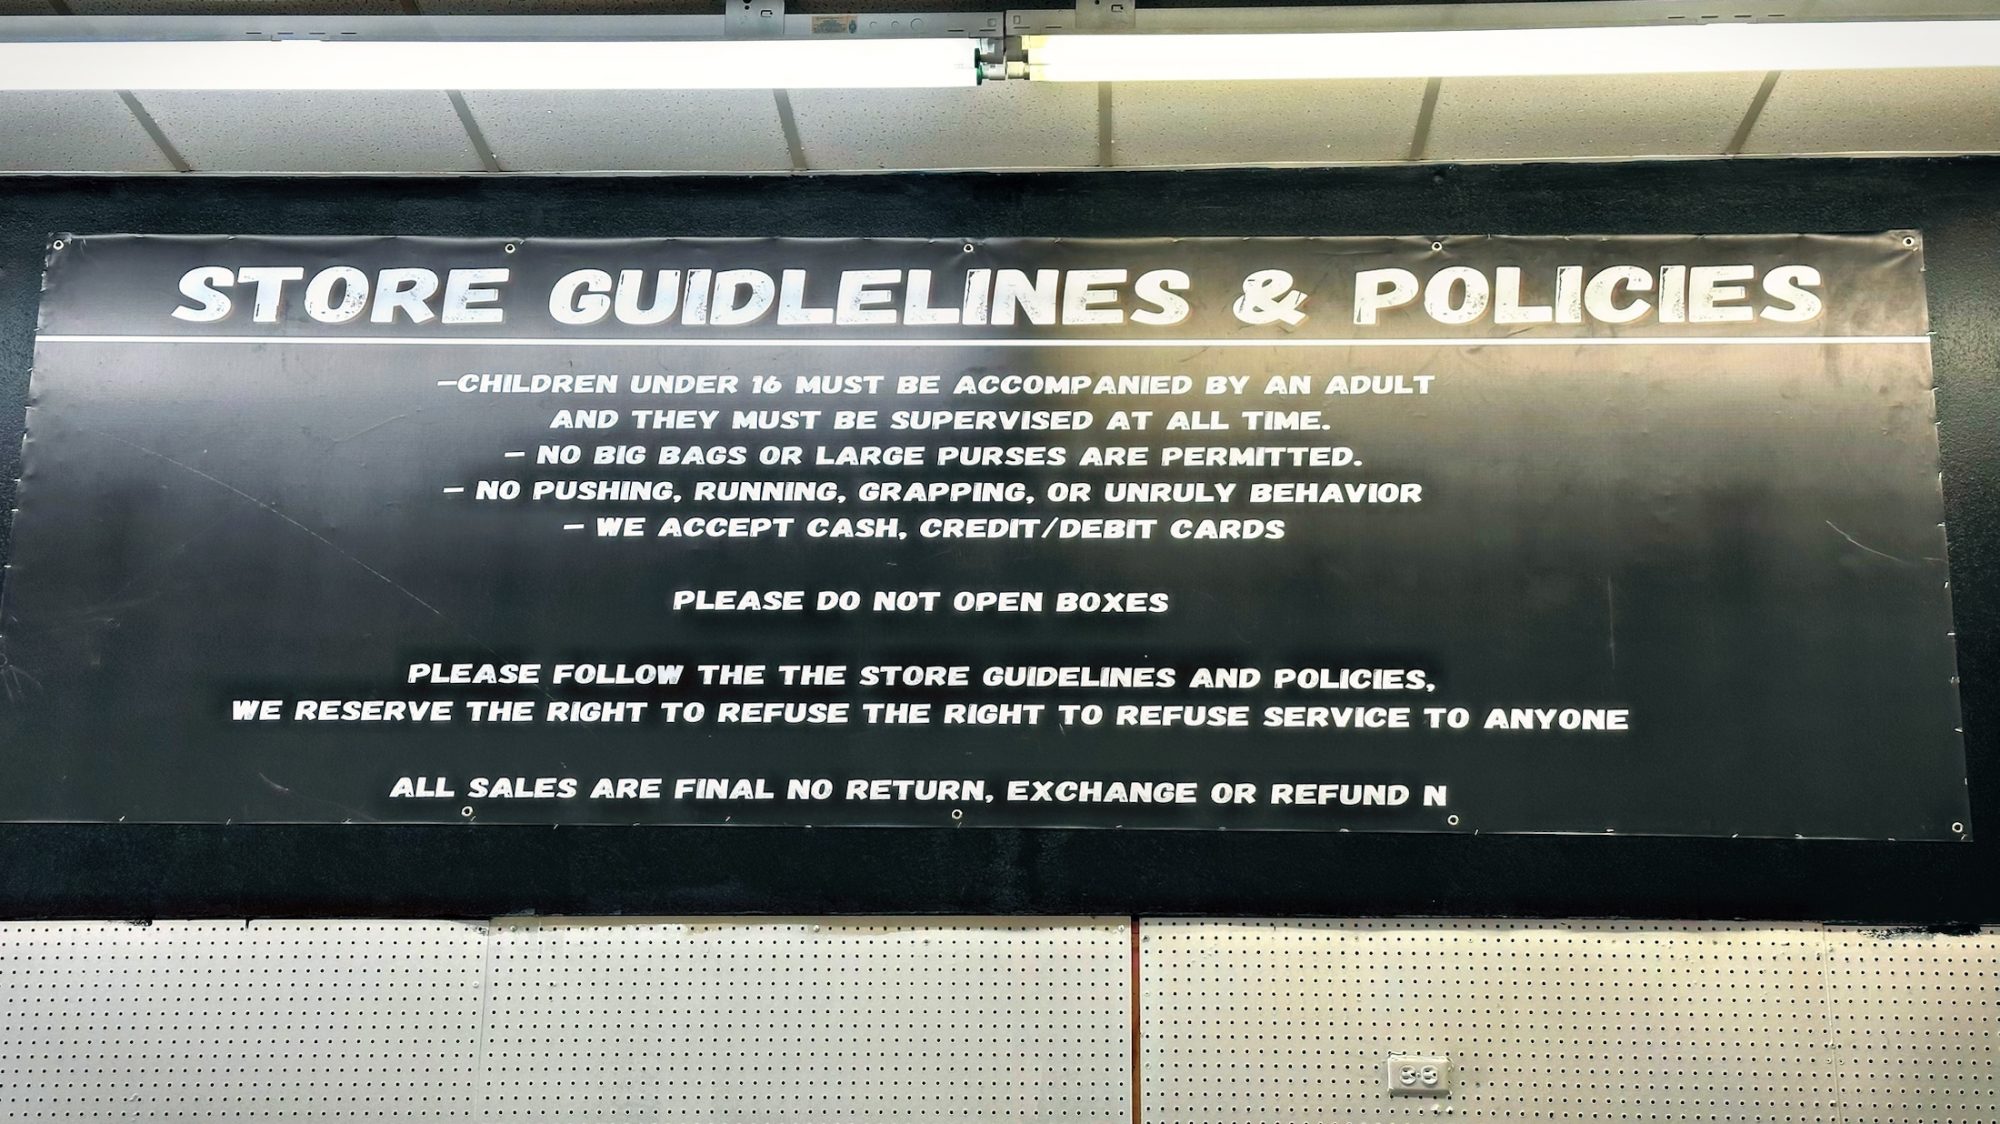 STORE GUIDLELINES & POLICIES
-CHILDREN UNDER 16 MUST BE ACCOMPANIED BY AN ADULT
AND THEY MUST BE SUPERVISED AT ALL TIME.
- NO BIG BAGS OR LARGE PURSES ARE PERMITTED.
- NO PUSHING, RUNNING, GRAPPING, OR UNRULY BEHAVIOR
- WE ACCEPT CASH, CREDIT/DEBIT CARDS
PLEASE DO NOT OPEN BOXES
PLEASE FOLLOW THE THE STORE GUIDELINES AND POLICIES,
WE RESERVE THE RIGHT TO REFUSE THE RIGHT TO REFUSE SERVICE TO ANYONE
ALL SALES ARE FINAL NO RETURN, EXCHANGE OR REFUND N